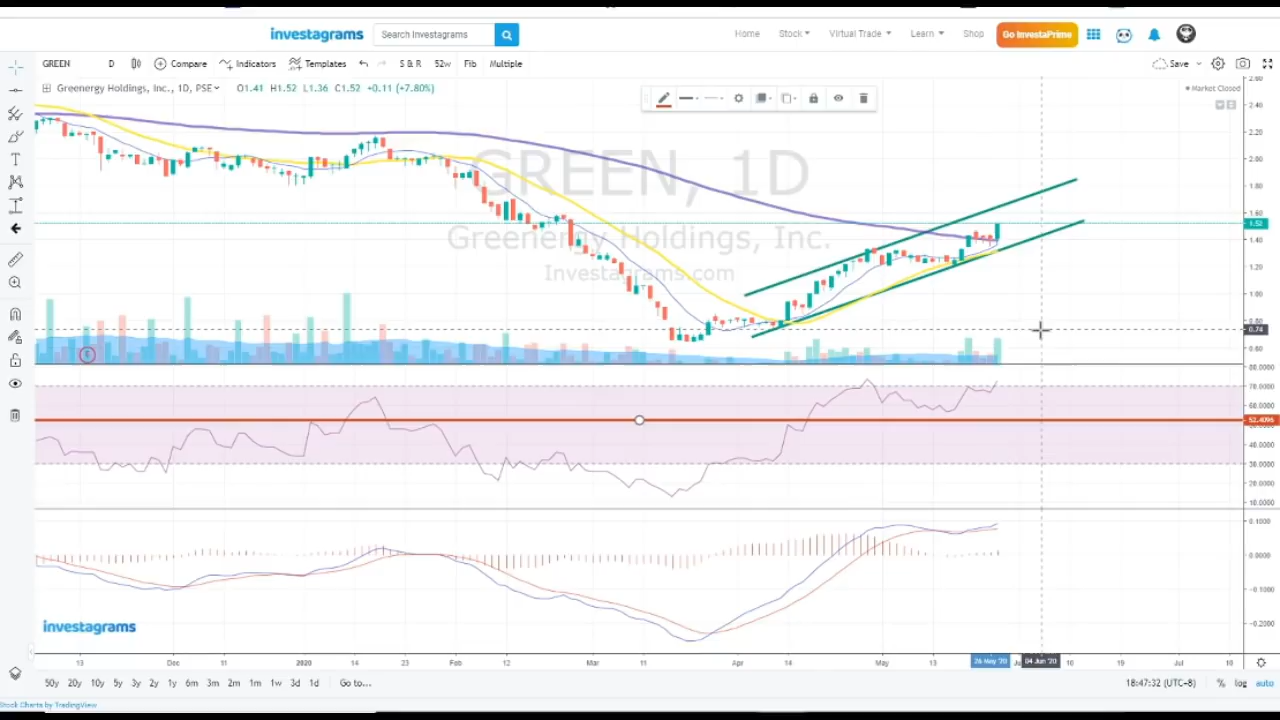 investagrams Search Investagrams Home Stock Virtual Trade Learn Shop Go InvestaPrime
GREEN D Compare Indicators Templates S & R 52w Fib Multiple Save
Greenergy Holdings, Inc., 1D, PSE O1.41 H1.52 L1.36 C1.52 +0.11 (+7.80%)
Market Closed
GREEN, 1D
Greenergy Holdings, Inc.
Investagrams.com
2.60
2.40
2.20
2.00
1.80
1.60
1.52
1.40
1.20
1.00
0.80
0.74
0.60
80.0000
70.0000
60.0000
52.4096
40.0000
30.0000
20.0000
10.0000
0.1000
0.0000
-0.1000
-0.2000
investagrams
13 Dec 11 2020 14 23 Feb 12 Mar 11 Apr 14 May 13 26 May '20 04 Jun '20 10 19 Jul 10
50y 20y 10y 5y 3y 2y 1y 6m 3m 2m 1m 1w 3d 1d Go to... 18:47:32 (UTC-8) % log auto
Stock Charts by TradingView